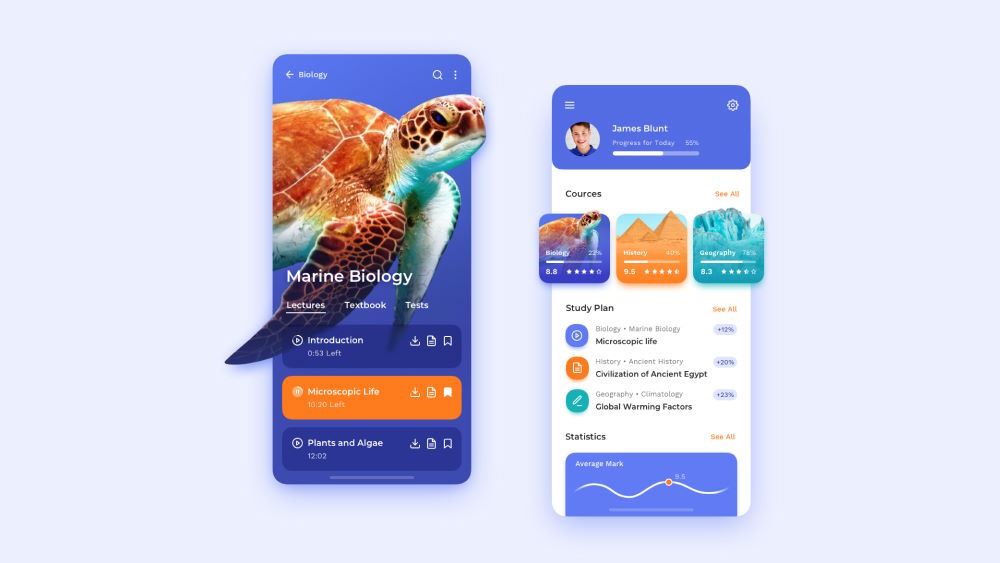 Biology
Marine Biology
Lectures Textbook Tests
Introduction
0:53 Left
Microscopic Life
10:20 Left
Plants and Algae
12:02
James Blunt
Progress for Today 55%
Cources See All
Biology 22%
8.8
History 40%
9.5
Geography 76%
8.3
Study Plan See All
Biology • Marine Biology +12%
Microscopic life
History • Ancient History +20%
Civilization of Ancient Egypt
Geography • Climatology +23%
Global Warming Factors
Statistics See All
Average Mark
9.5